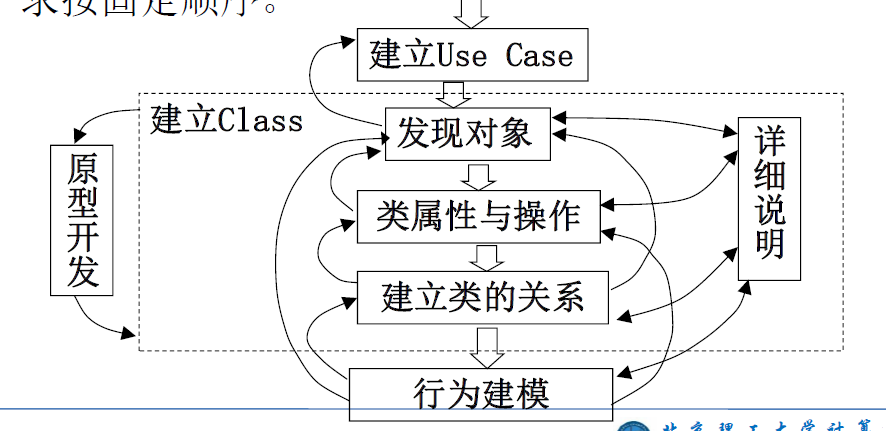 求按固定顺序。
建立Use Case
建立Class
发现对象
详细说明
原型开发
类属性与操作
建立类的关系
行为建模
北京理工大学计算